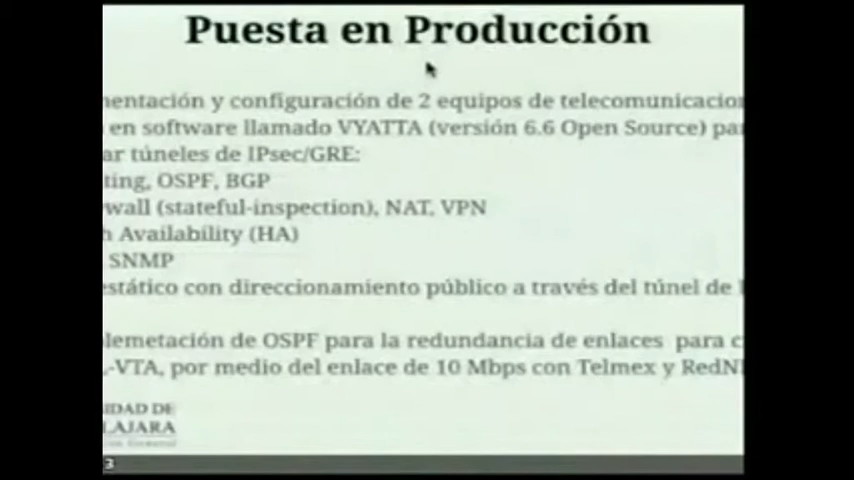 Puesta en Producción
entación y configuración de 2 equipos de telecomunicacio
en software llamado VYATTA (versión 6.6 Open Source) pa
ar túneles de IPsec/GRE:
ting, OSPF, BGP
wall (stateful-inspection), NAT, VPN
h Availability (HA)
SNMP
estático con direccionamiento público a través del túnel de
lemetación de OSPF para la redundancia de enlaces para c
-VTA, por medio del enlace de 10 Mbps con Telmex y RedN
IDAD DE
LAJARA
3